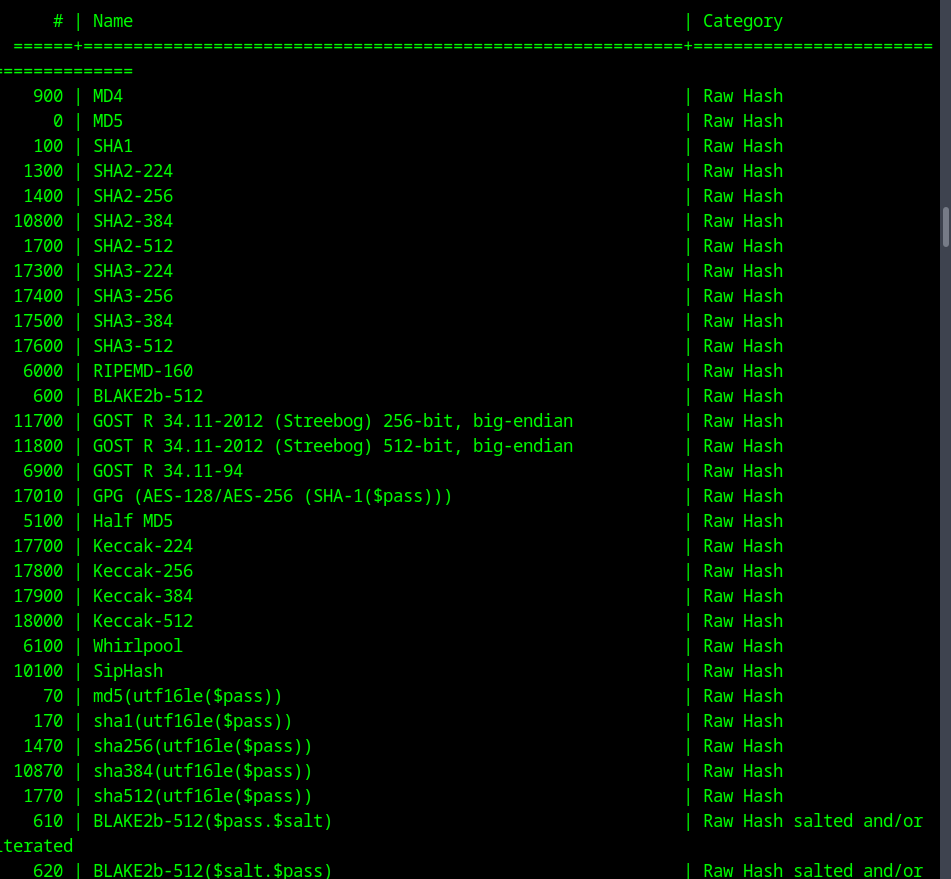 # | Name | Category
======+============================================================+========================
==============
900 | MD4 | Raw Hash
0 | MD5 | Raw Hash
100 | SHA1 | Raw Hash
1300 | SHA2-224 | Raw Hash
1400 | SHA2-256 | Raw Hash
10800 | SHA2-384 | Raw Hash
1700 | SHA2-512 | Raw Hash
17300 | SHA3-224 | Raw Hash
17400 | SHA3-256 | Raw Hash
17500 | SHA3-384 | Raw Hash
17600 | SHA3-512 | Raw Hash
6000 | RIPEMD-160 | Raw Hash
600 | BLAKE2b-512 | Raw Hash
11700 | GOST R 34.11-2012 (Streebog) 256-bit, big-endian | Raw Hash
11800 | GOST R 34.11-2012 (Streebog) 512-bit, big-endian | Raw Hash
6900 | GOST R 34.11-94 | Raw Hash
17010 | GPG (AES-128/AES-256 (SHA-1($pass))) | Raw Hash
5100 | Half MD5 | Raw Hash
17700 | Keccak-224 | Raw Hash
17800 | Keccak-256 | Raw Hash
17900 | Keccak-384 | Raw Hash
18000 | Keccak-512 | Raw Hash
6100 | Whirlpool | Raw Hash
10100 | SipHash | Raw Hash
70 | md5(utf16le($pass)) | Raw Hash
170 | sha1(utf16le($pass)) | Raw Hash
1470 | sha256(utf16le($pass)) | Raw Hash
10870 | sha384(utf16le($pass)) | Raw Hash
1770 | sha512(utf16le($pass)) | Raw Hash
610 | BLAKE2b-512($pass.$salt) | Raw Hash salted and/or
iterated
620 | BLAKE2b-512($salt.$pass) | Raw Hash salted and/or